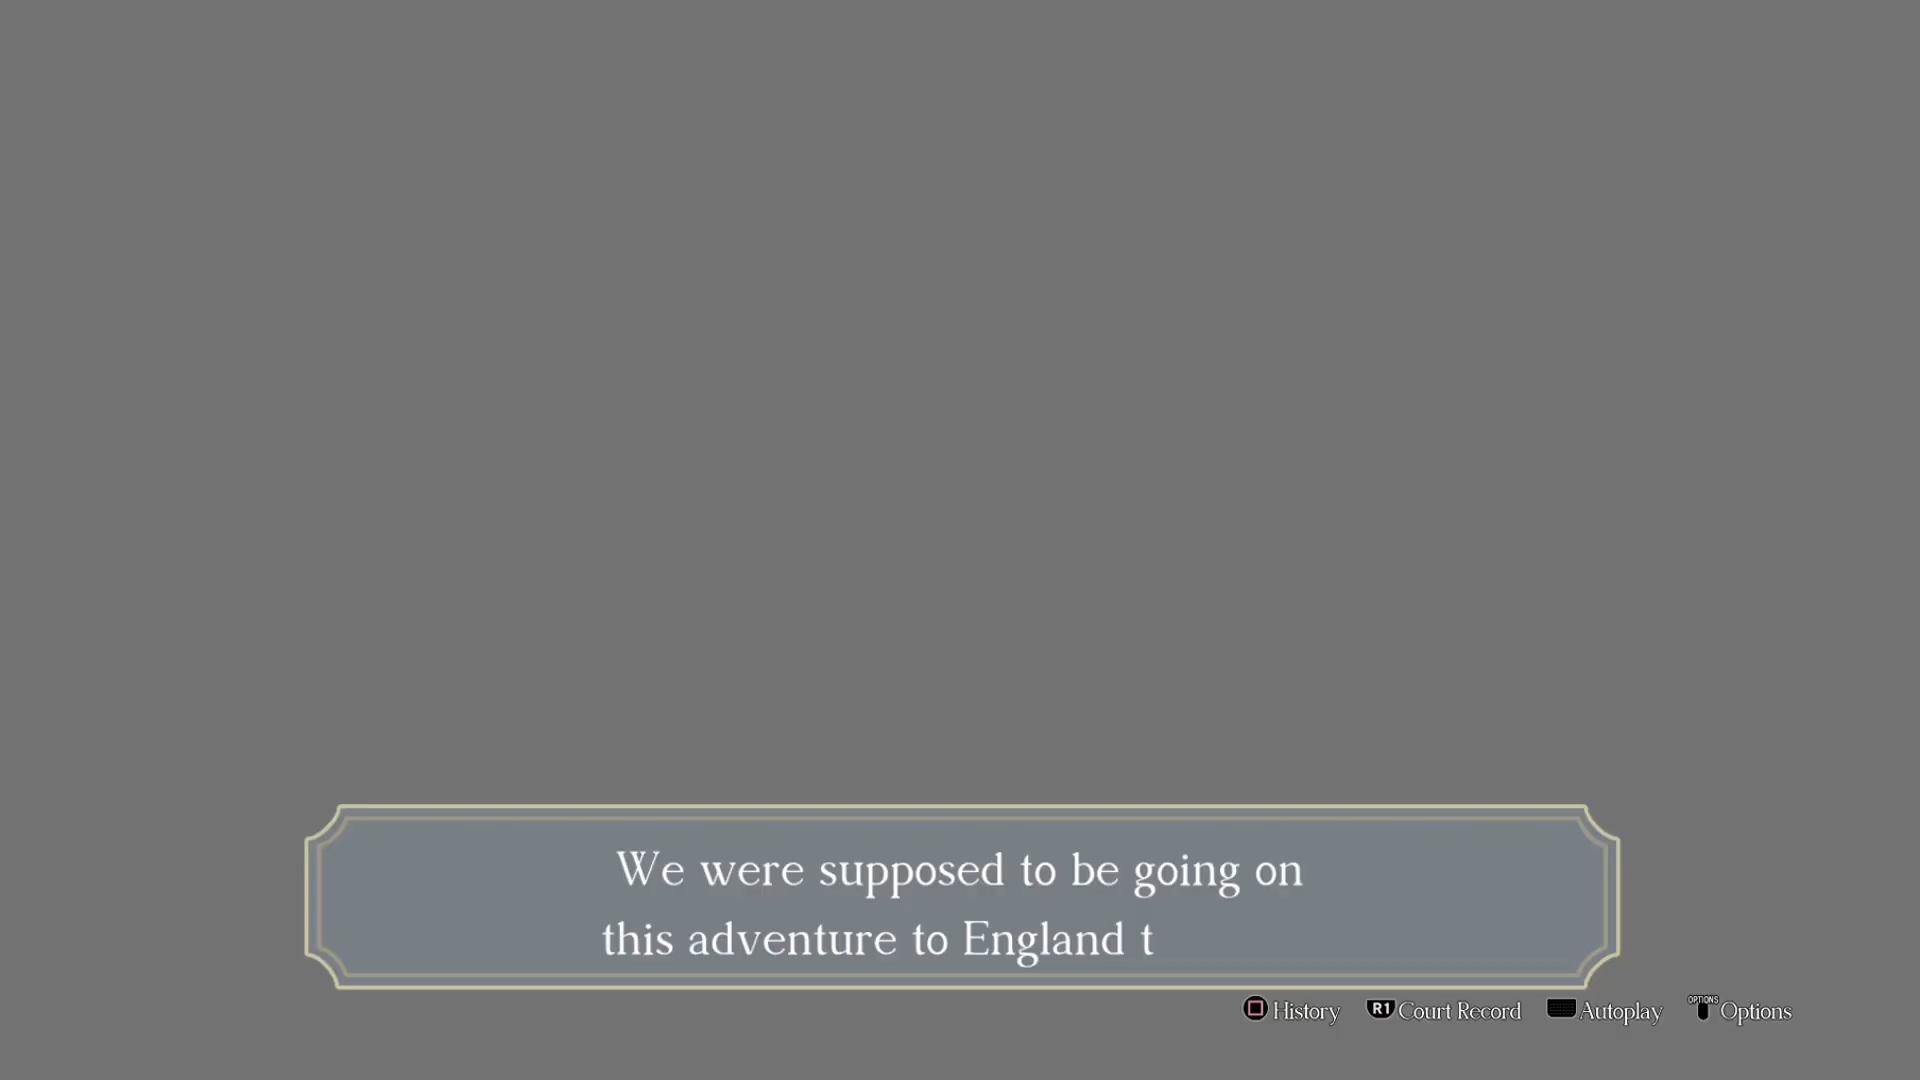 We were supposed to be going on
this adventure to England t
History R1 Court Record Autoplay OPTIONS Options